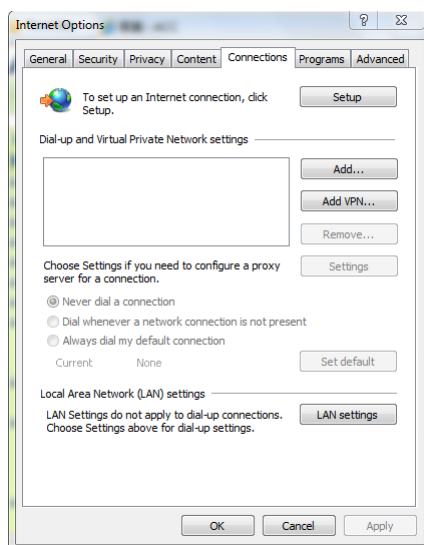 Internet Options
General Security Privacy Content Connections Programs Advanced
To set up an Internet connection, click
Setup.
Setup
Dial-up and Virtual Private Network settings
Add...
Add VPN...
Remove...
Choose Settings if you need to configure a proxy
server for a connection.
Settings
Never dial a connection
Dial whenever a network connection is not present
Always dial my default connection
Current None
Set default
Local Area Network (LAN) settings
LAN Settings do not apply to dial-up connections.
Choose Settings above for dial-up settings.
LAN settings
OK Cancel Apply